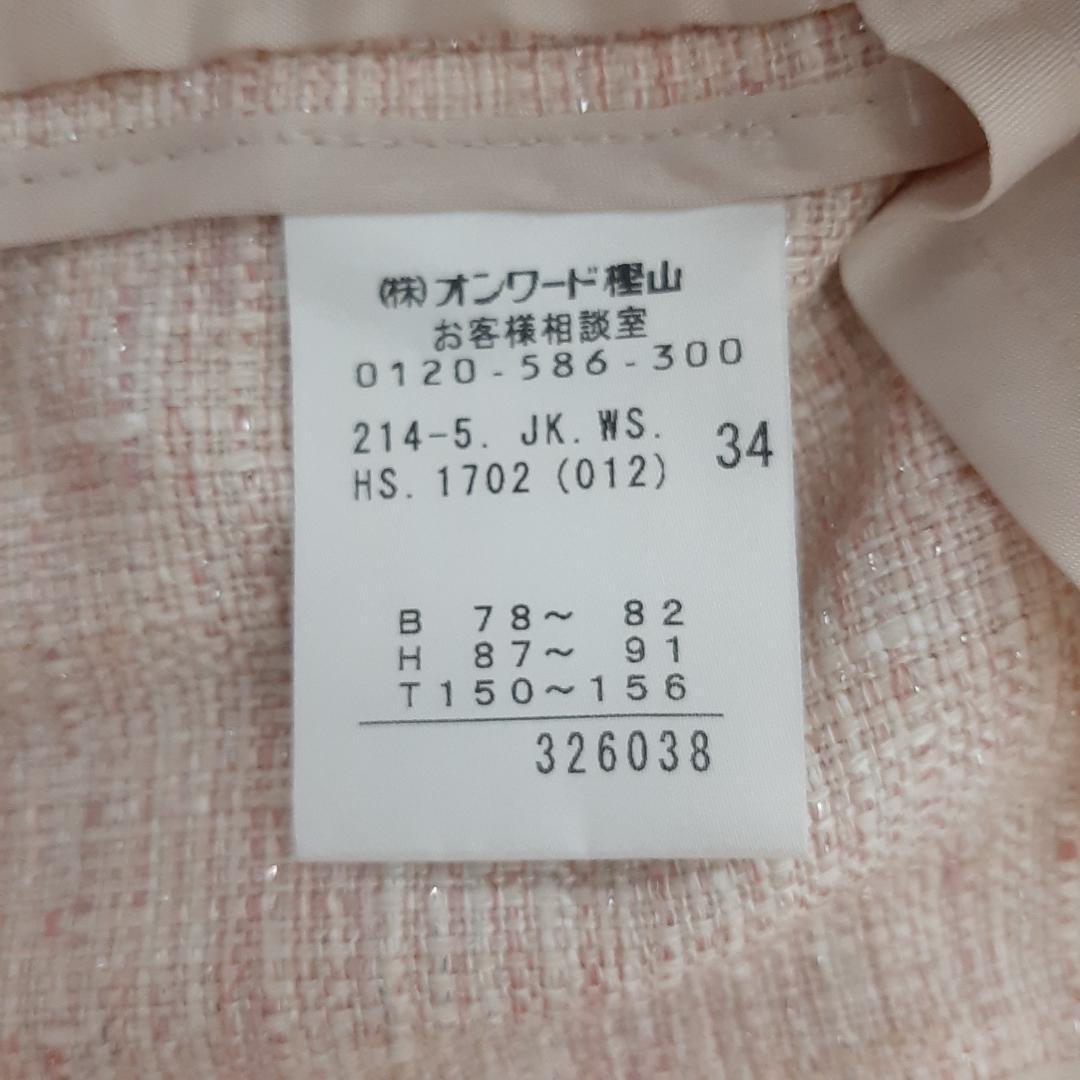 (株)オンワード樫山
お客様相談室
0120-586-300
214-5. JK. WS. 34
HS. 1702 (012)
B 78~ 82
H 87~ 91
T150~156
326038